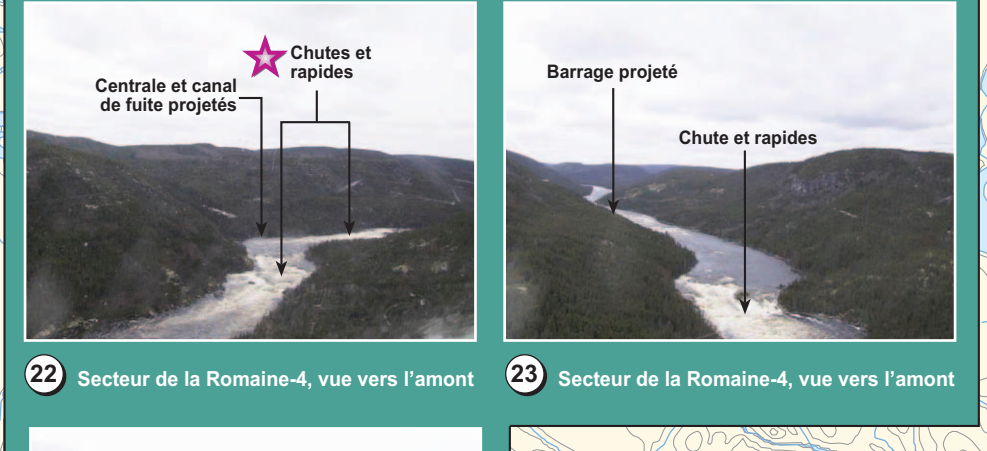 Chutes et
rapides
Centrale et canal
de fuite projetés
22 Secteur de la Romaine-4, vue vers l'amont
Barrage projeté
Chute et rapides
23 Secteur de la Romaine-4, vue vers l'amont